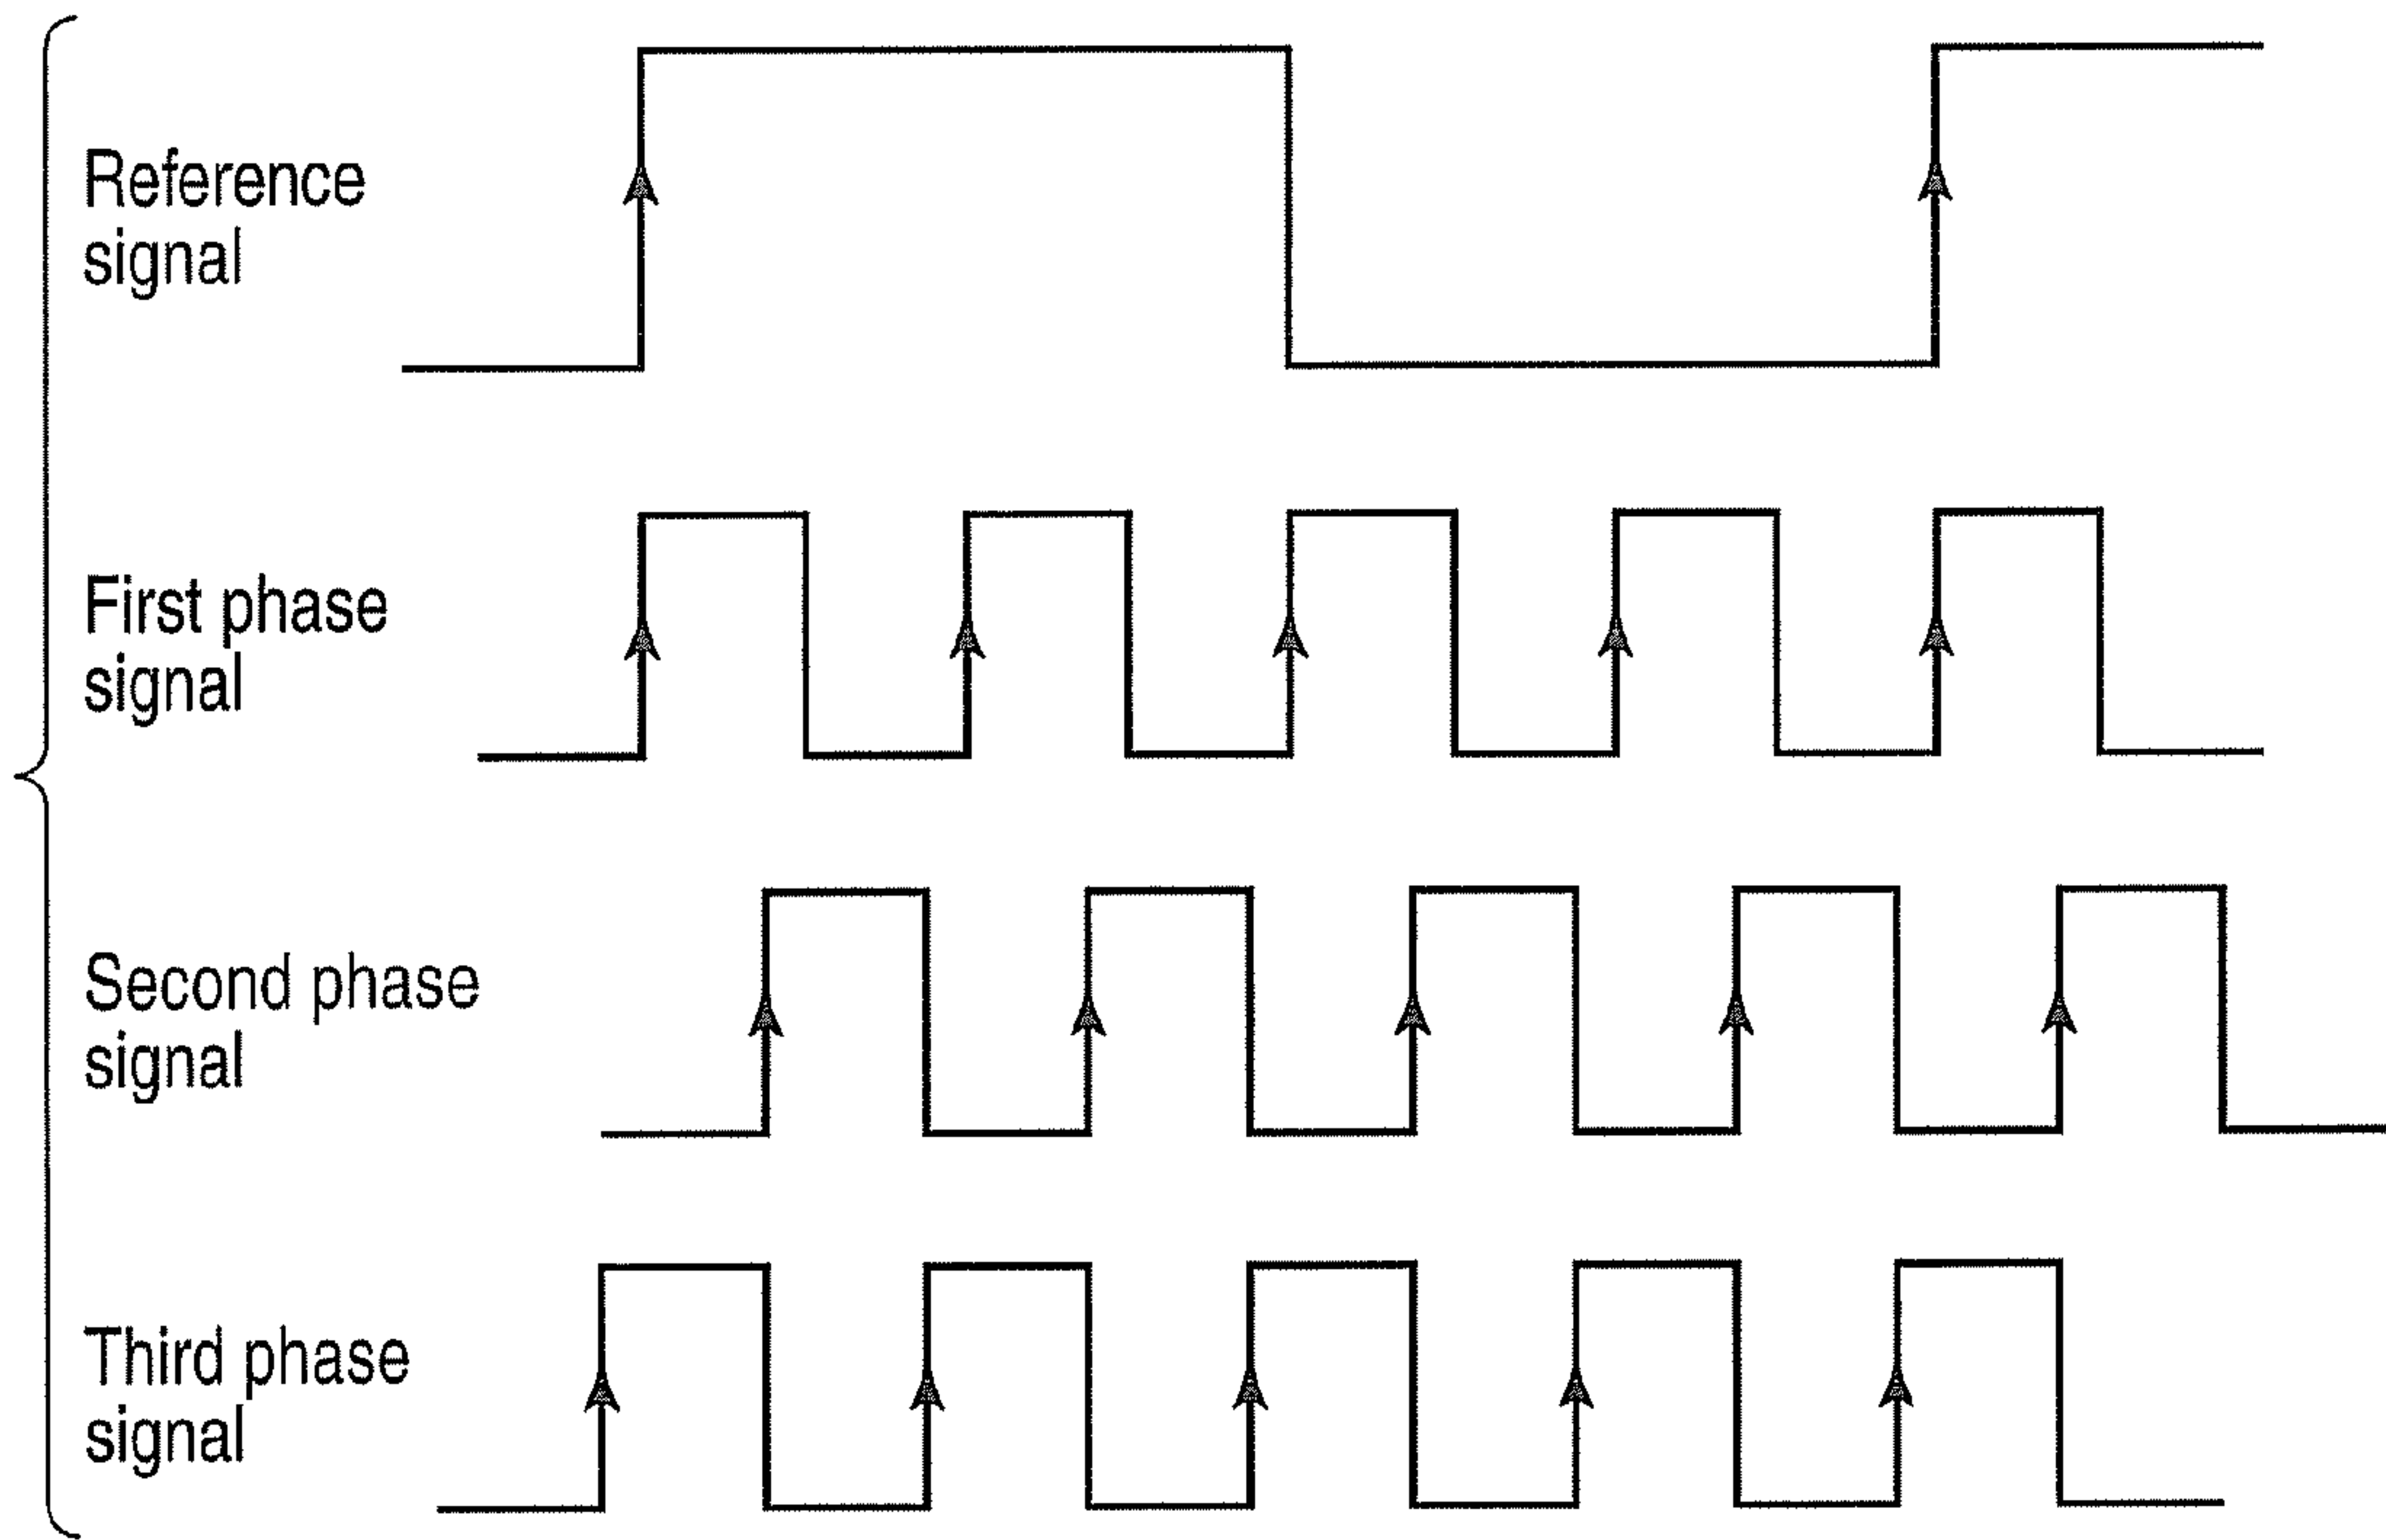 Reference
signal
First phase
signal
Second phase
signal
Third phase
signal